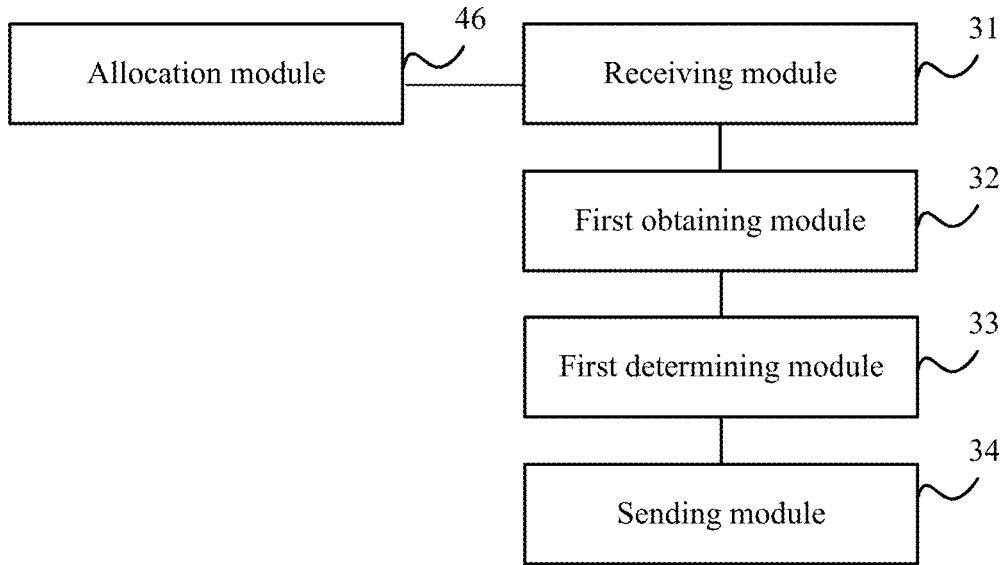 46
31
Allocation module
Receiving module
32
First obtaining module
33
First determining module
34
Sending module